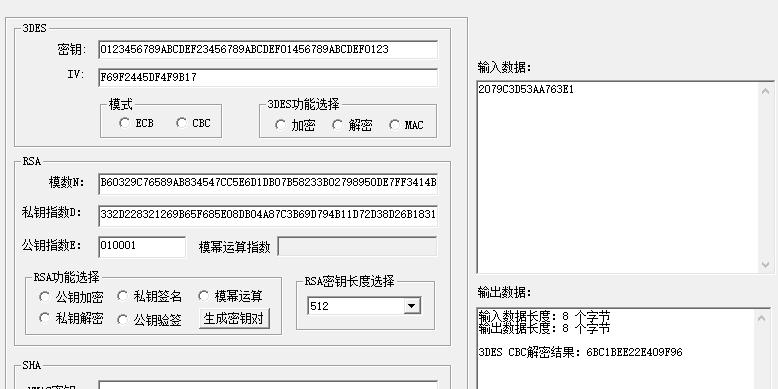 3DES
密钥: 0123456789ABCDEF23456789ABCDEF01456789ABCDEF0123
IV: F69F2445DF4F9B17
模式
ECB CBC
3DES功能选择
加密 解密 MAC
RSA
模数N: B60329C76589AB834547CC5E6D1DB07B58233B02798950DE7FF3414B
私钥指数D: 332D228321269B65F685E08DB04A87C3B69D794B11D72D38D26B1831
公钥指数E: 010001 模幂运算指数
RSA功能选择
公钥加密 私钥签名 模幂运算
私钥解密 公钥验签 生成密钥对
RSA密钥长度选择
512
SHA
输入数据:
2079C3D53AA763E1
输出数据:
输入数据长度: 8 个字节
输出数据长度: 8 个字节
3DES CBC解密结果: 6BC1BEE22E409F96